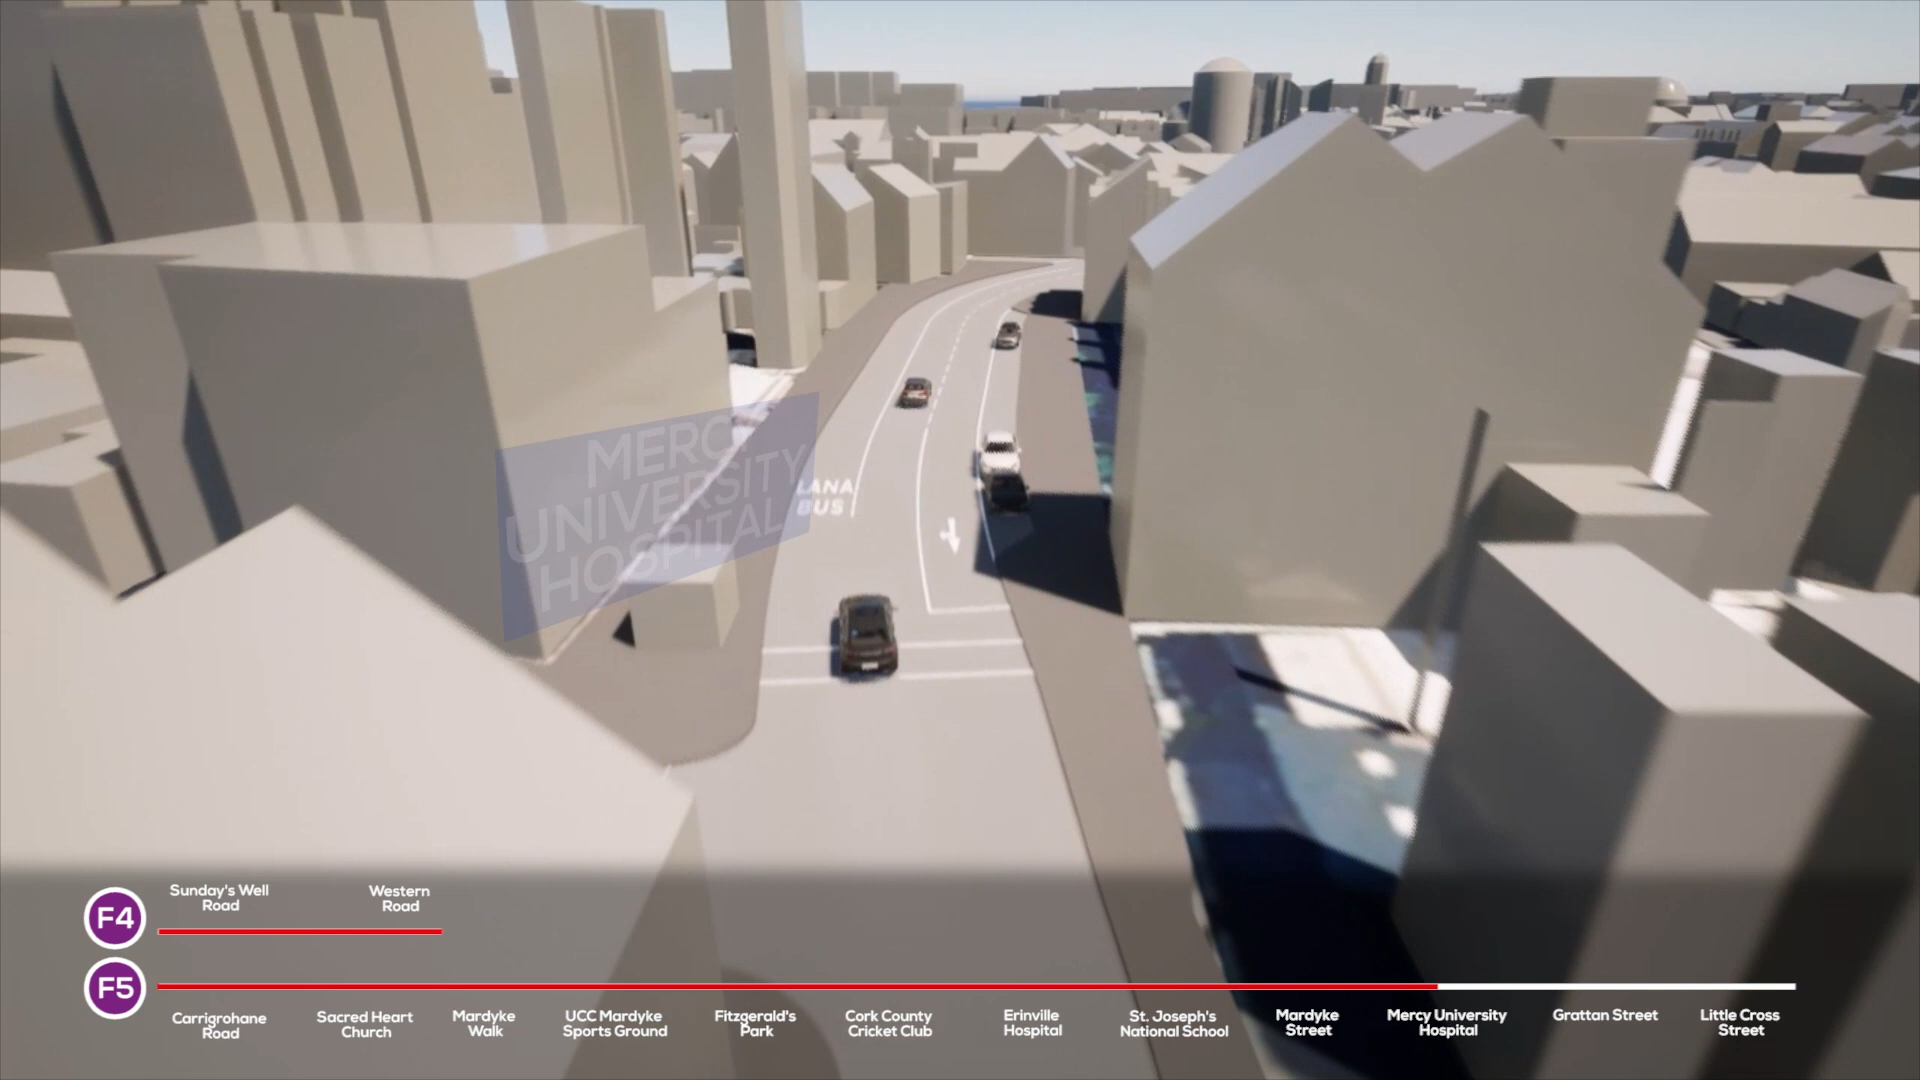 MERCY
UNIVERSITY
HOSPITAL
LANA
BUS
F4
Sunday's Well
Road
Western
Road
F5
Carrigrohane
Road
Sacred Heart
Church
Mardyke
Walk
UCC Mardyke
Sports Ground
Fitzgerald's
Park
Cork County
Cricket Club
Erinville
Hospital
St. Joseph's
National School
Mardyke
Street
Mercy University
Hospital
Grattan Street
Little Cross
Street